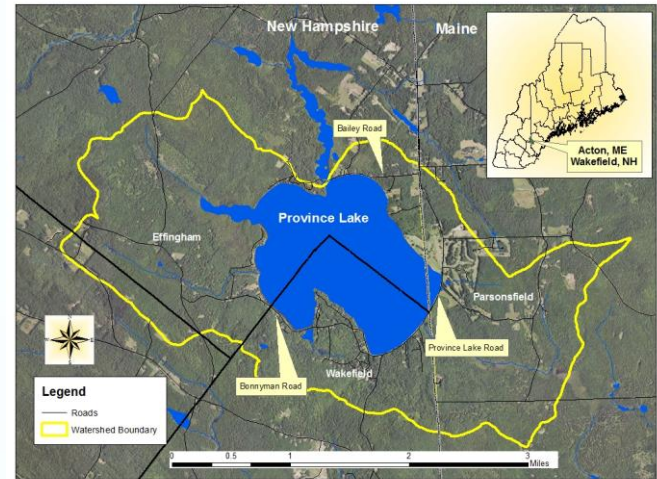 New Hampshire
Maine
Acton, ME
Wakefield, NH
Bailey Road
Province Lake
Effingham
Parsonsfield
Province Lake Road
Wakefield
Bonnyman Road
Legend
Roads
Watershed Boundary
0 0.5 1 2 3
Miles